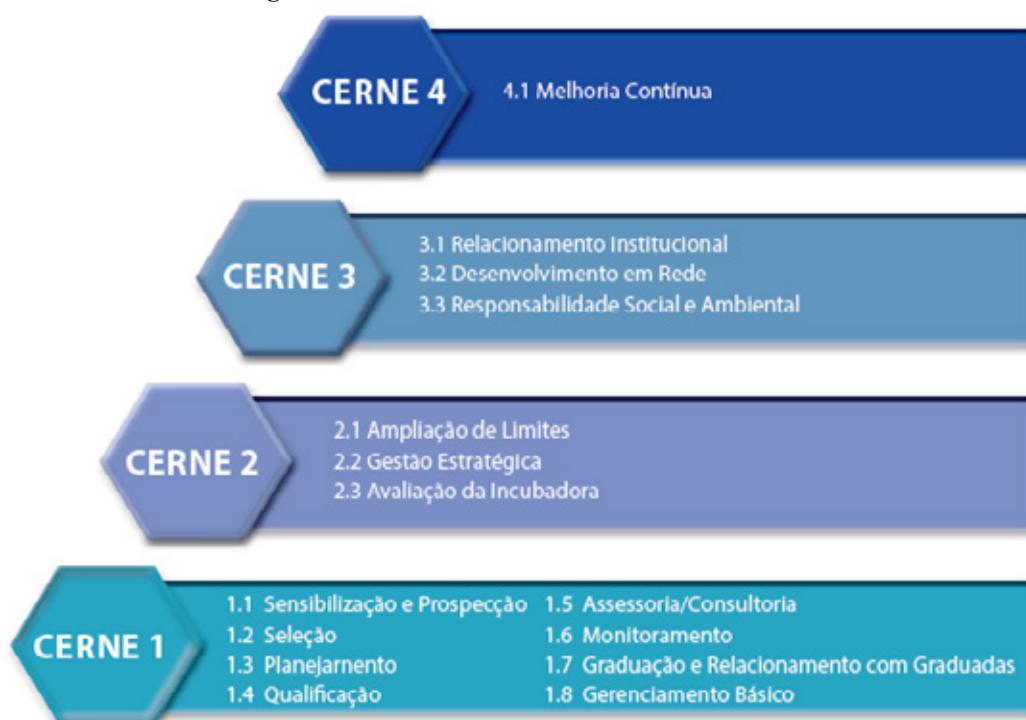 CERNE 4
4.1 Melhoria Contínua
CERNE 3
3.1 Relacionamento Institucional
3.2 Desenvolvimento em Rede
3.3 Responsabilidade Social e Ambiental
CERNE 2
2.1 Ampliação de Limites
2.2 Gestão Estratégica
2.3 Avaliação da Incubadora
CERNE 1
1.1 Sensibilização e Prospecção
1.2 Seleção
1.3 Planejarnento
1.4 Qualificação
1.5 Assessoria/Consultoria
1.6 Monitoramento
1.7 Graduação e Relacionamento com Graduadas
1.8 Gerenciamento Básico